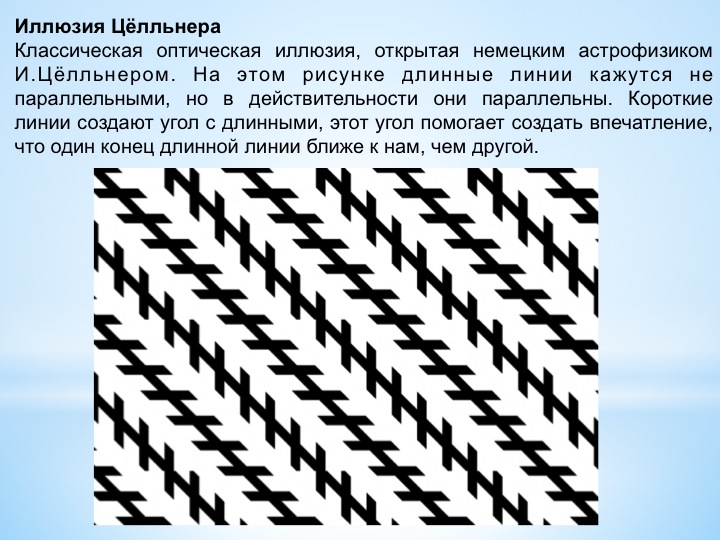 Иллюзия Цёлльнера
Классическая оптическая иллюзия, открытая немецким астрофизиком
И.Цёлльнером. На этом рисунке длинные линии кажутся не
параллельными, но в действительности они параллельны. Короткие
линии создают угол с длинными, этот угол помогает создать впечатление,
что один конец длинной линии ближе к нам, чем другой.